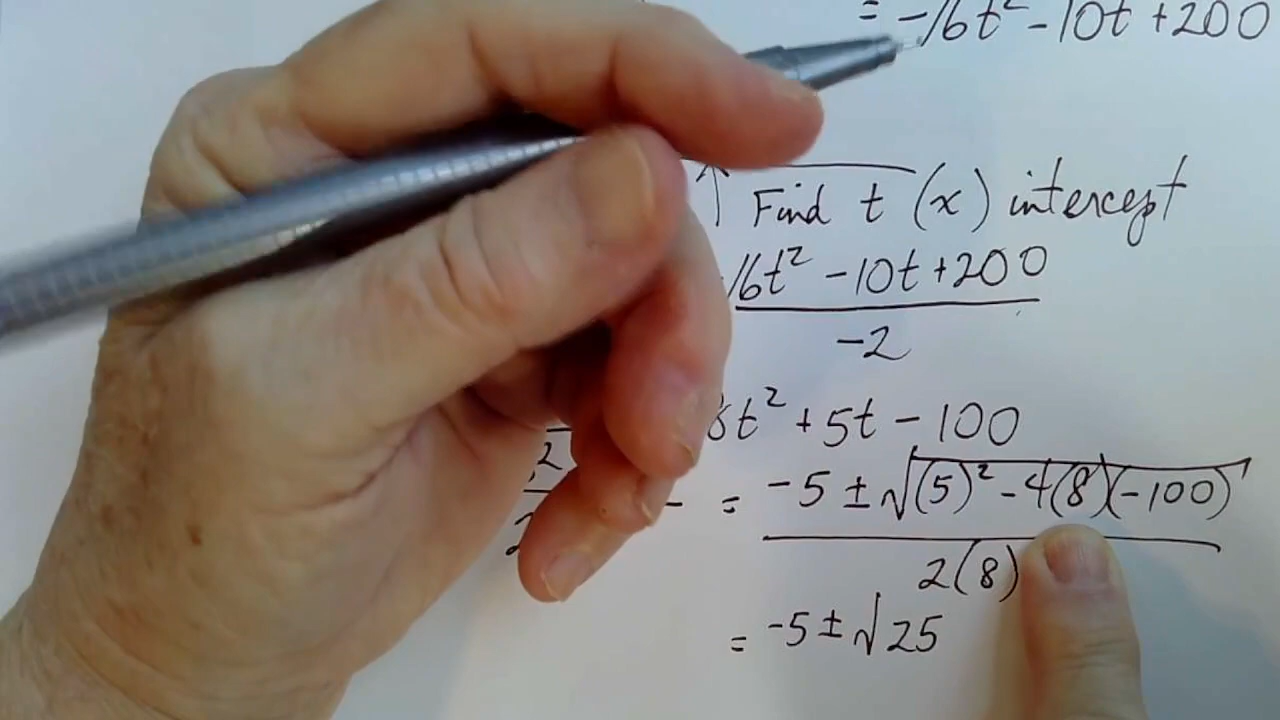 = -16t² - 10t + 200
↑ Find t (x) intercept
16t² - 10t + 200
-2
8t² + 5t - 100
= -5 ± √(5)² - 4(8)(-100)
2(8)
= -5 ± √25